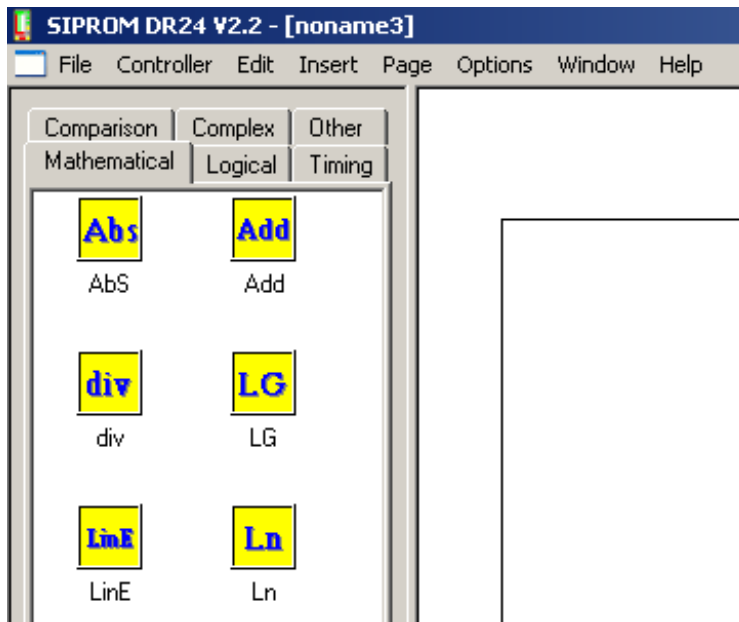 SIPROM DR24 V2.2 - [noname3]
File Controller Edit Insert Page Options Window Help
Comparison Complex Other
Mathematical Logical Timing
Abs Add
AbS Add
div LG
div LG
LinE Ln
LinE Ln